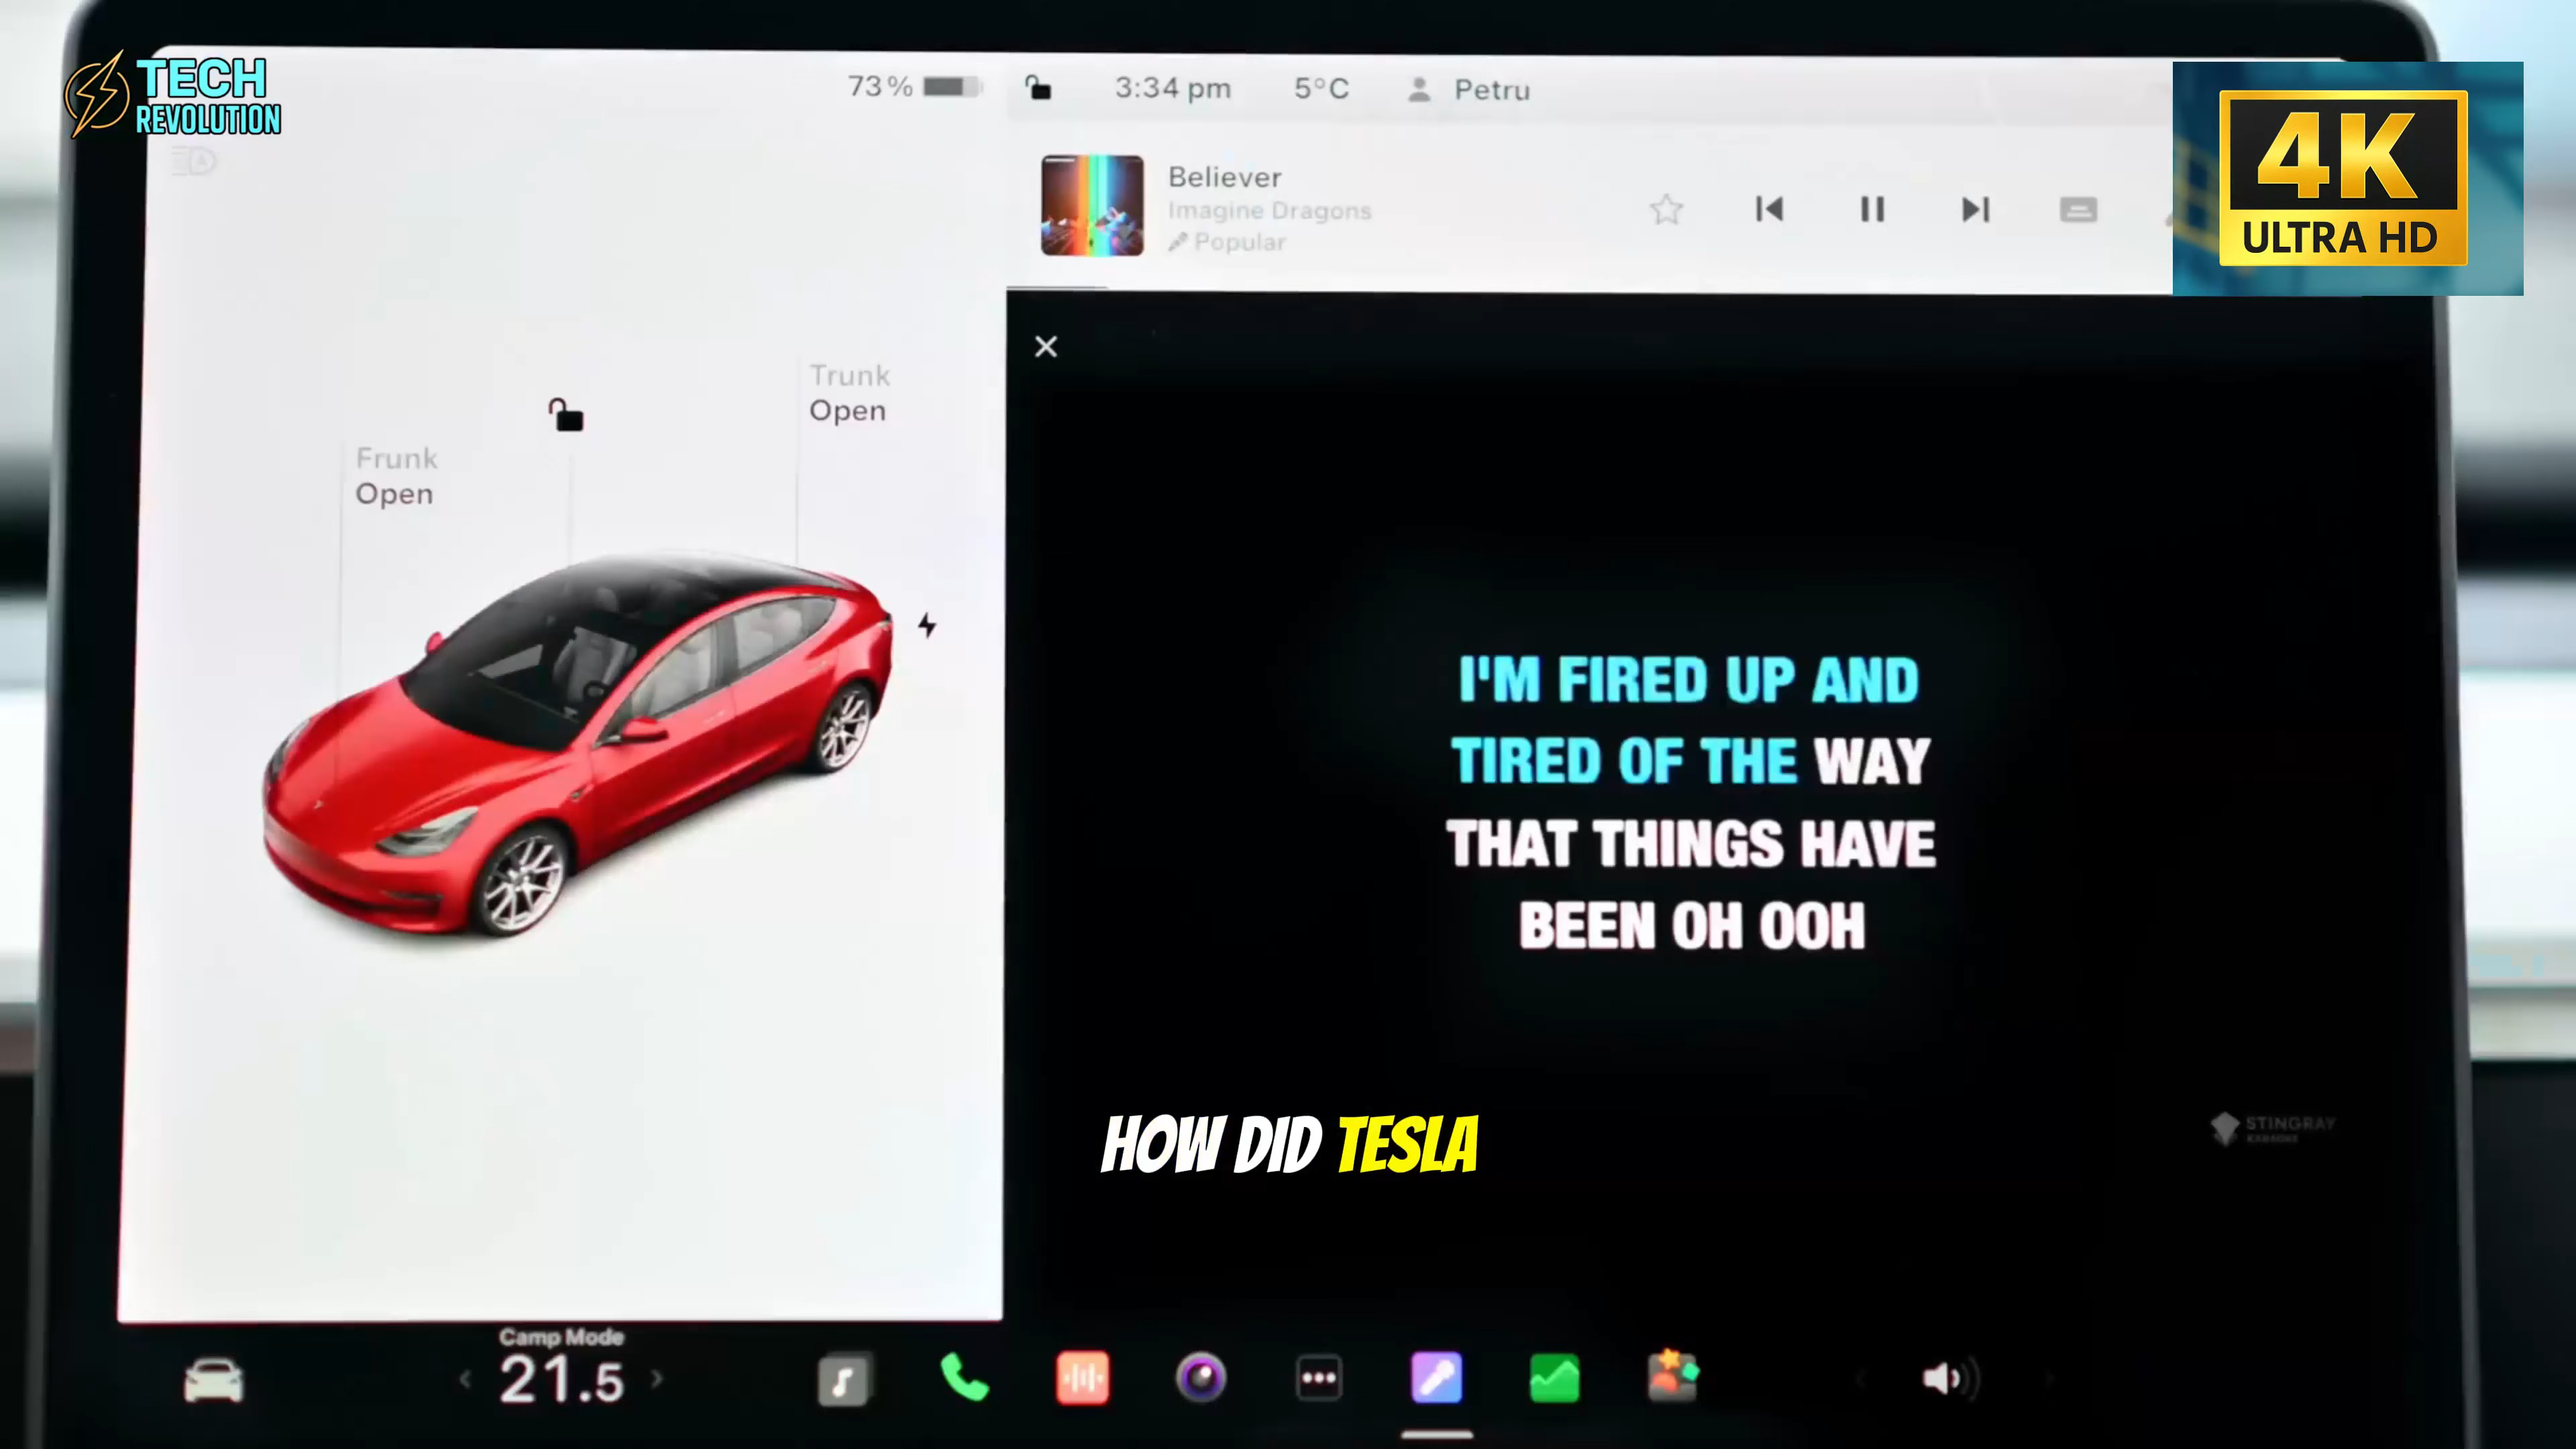 TECH
REVOLUTION
73%
3:34 pm
5°C
Petru
4K
ULTRA HD
Believer
Imagine Dragons
Popular
Trunk
Open
Frunk
Open
I'M FIRED UP AND
TIRED OF THE WAY
THAT THINGS HAVE
BEEN OH OOH
HOW DID TESLA
STINGRAY
KARAOKE
Camp Mode
21.5